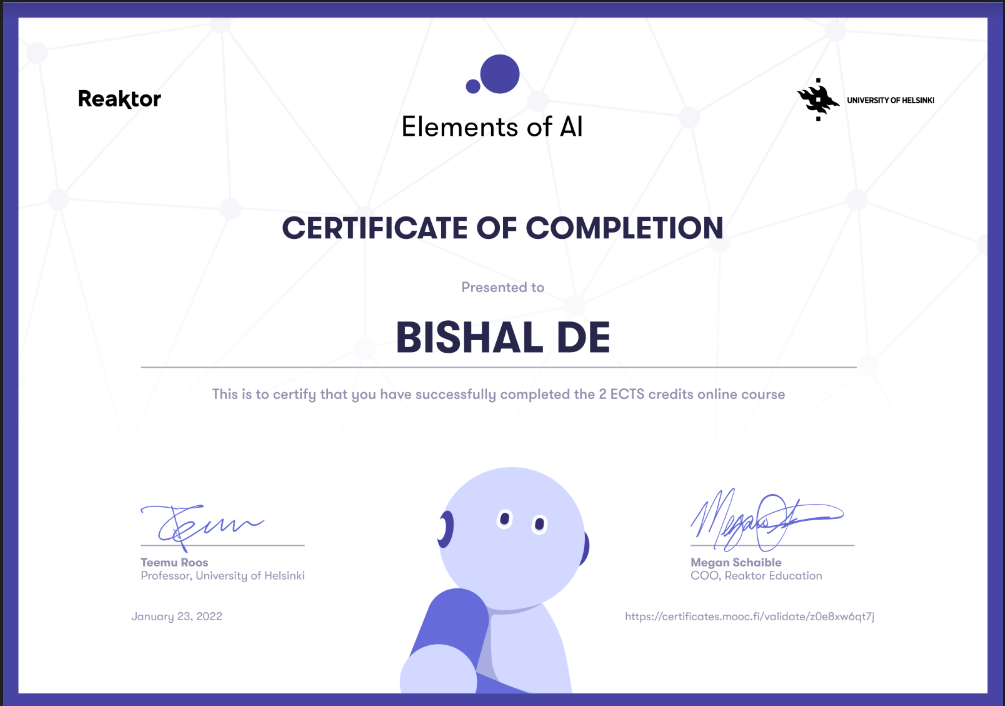 Reaktor
Elements of AI
UNIVERSITY OF HELSINKI
CERTIFICATE OF COMPLETION
Presented to
BISHAL DE
This is to certify that you have successfully completed the 2 ECTS credits online course
Teemu Roos
Professor, University of Helsinki
January 23, 2022
Megan Schaible
COO, Reaktor Education
https://certificates.mooc.fi/validate/z0e8xw6qt7j